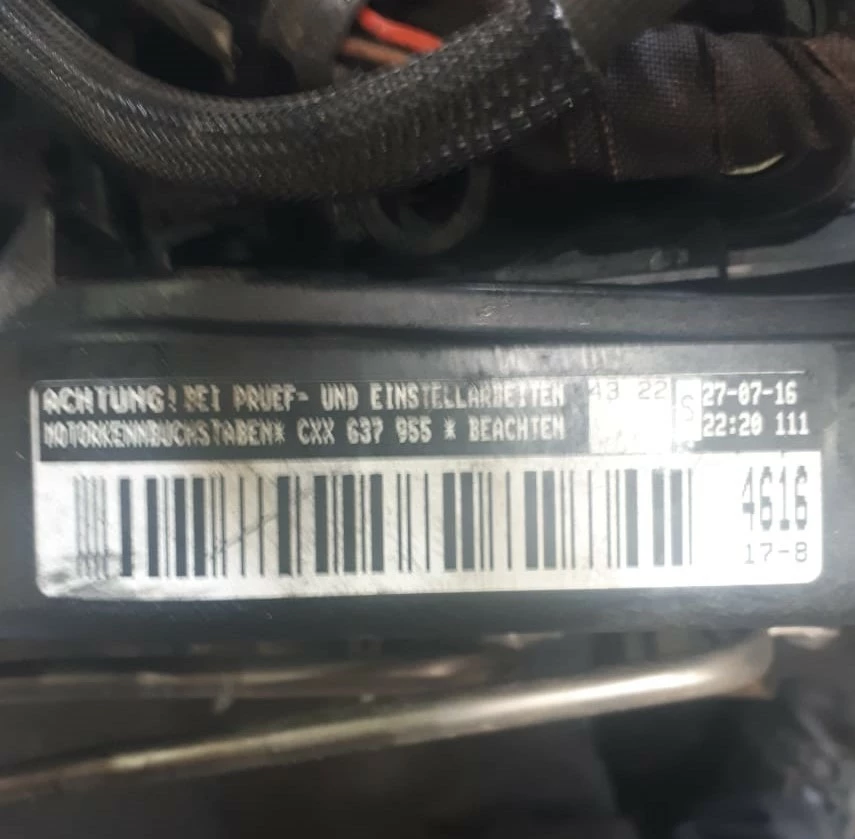 ACHTUNG! BEI PRUEF- UND EINSTELLARBEITEN
MOTORKENNBUCHSTABEN* CXX 637 955 * BEACHTEN
43 22
S
27-07-16
22:20 111
4616
17-8